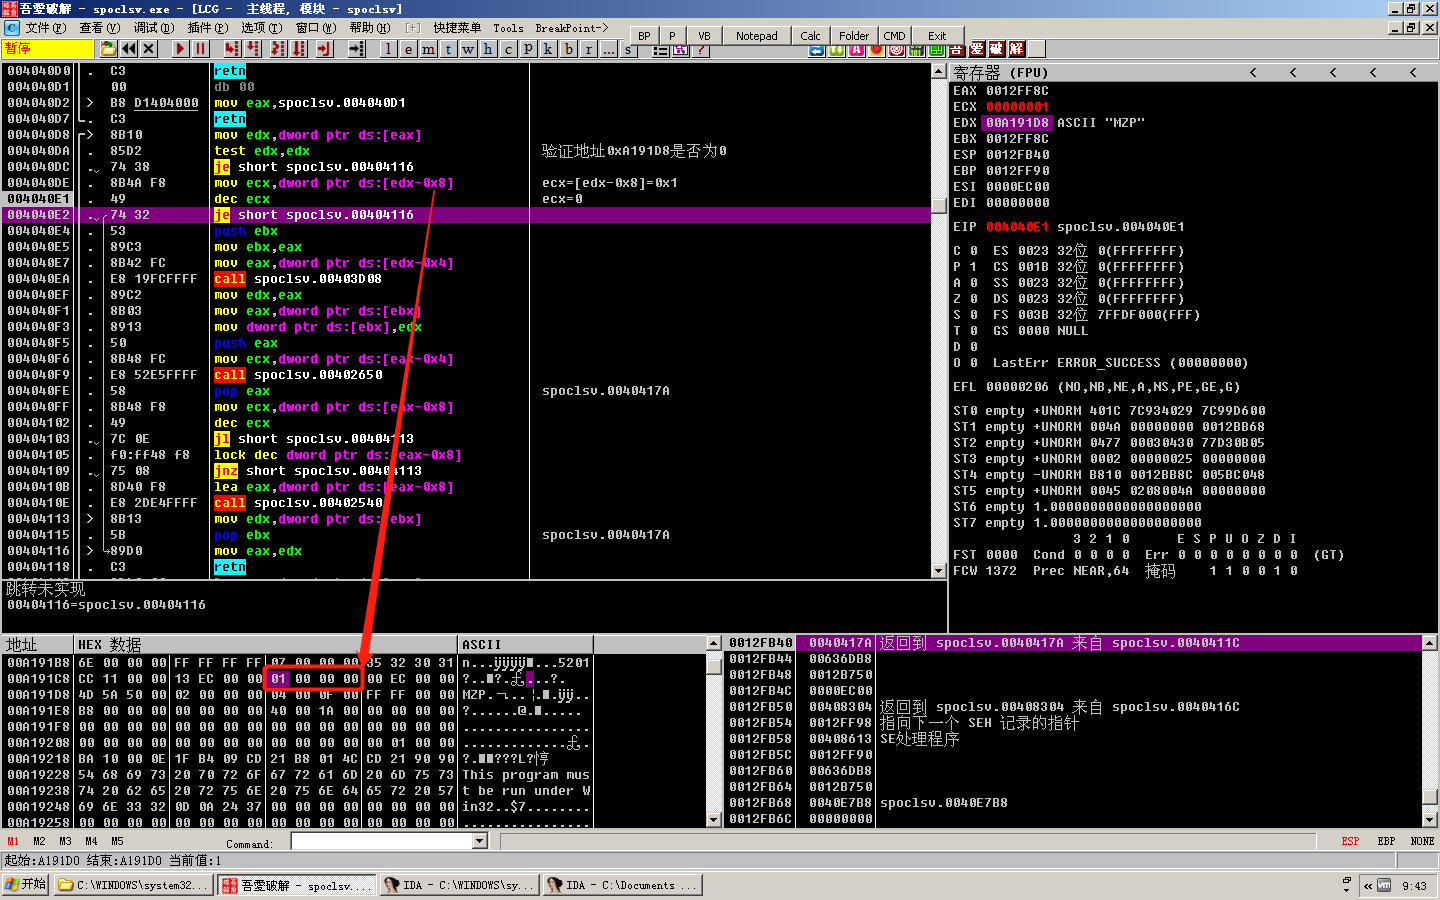 吾爱破解 - spoclsv.exe - [LCG -  主线程, 模块 - spoclsv]
文件(F) 查看(V) 调试(D) 插件(P) 选项(T) 窗口(W) 帮助(H) [+] 快捷菜单 Tools BreakPoint->
BP P VB Notepad Calc Folder CMD Exit
暂停 l e m t w h c p k b r ... s
004040D0 . C3 retn
004040D1 00 db 00
004040D2 > B8 D1404000 mov eax,spoclsv.004040D1
004040D7 . C3 retn
004040D8 > 8B10 mov edx,dword ptr ds:[eax]
004040DA . 85D2 test edx,edx 验证地址0xA191D8是否为0
004040DC . 74 38 je short spoclsv.00404116
004040DE . 8B4A F8 mov ecx,dword ptr ds:[edx-0x8] ecx=[edx-0x8]=0x1
004040E1 . 49 dec ecx ecx=0
004040E2 . 74 32 je short spoclsv.00404116
004040E4 . 53 push ebx
004040E5 . 89C3 mov ebx,eax
004040E7 . 8B42 FC mov eax,dword ptr ds:[edx-0x4]
004040EA . E8 19FCFFFF call spoclsv.00403D08
004040EF . 89C2 mov edx,eax
004040F1 . 8B03 mov eax,dword ptr ds:[ebx]
004040F3 . 8913 mov dword ptr ds:[ebx],edx
004040F5 . 50 push eax
004040F6 . 8B48 FC mov ecx,dword ptr ds:[eax-0x4]
004040F9 . E8 52E5FFFF call spoclsv.00402650
004040FE . 58 pop eax spoclsv.0040417A
004040FF . 8B48 F8 mov ecx,dword ptr ds:[eax-0x8]
00404102 . 49 dec ecx
00404103 . 7C 0E jl short spoclsv.00404113
00404105 . f0:ff48 f8 lock dec dword ptr ds:[eax-0x8]
00404109 . 75 08 jnz short spoclsv.00404113
0040410B . 8D40 F8 lea eax,dword ptr ds:[eax-0x8]
0040410E . E8 2DE4FFFF call spoclsv.00402540
00404113 > 8B13 mov edx,dword ptr ds:[ebx]
00404115 . 5B pop ebx spoclsv.0040417A
00404116 > 89D0 mov eax,edx
00404118 . C3 retn
跳转未实现
00404116=spoclsv.00404116
寄存器 (FPU) < < < < <
EAX 0012FF8C
ECX 00000001
EDX 00A191D8 ASCII "MZP"
EBX 0012FF8C
ESP 0012FB40
EBP 0012FF90
ESI 0000EC00
EDI 00000000
EIP 004040E1 spoclsv.004040E1
C 0 ES 0023 32位 0(FFFFFFFF)
P 1 CS 001B 32位 0(FFFFFFFF)
A 0 SS 0023 32位 0(FFFFFFFF)
Z 0 DS 0023 32位 0(FFFFFFFF)
S 0 FS 003B 32位 7FFDF000(FFF)
T 0 GS 0000 NULL
D 0
O 0 LastErr ERROR_SUCCESS (00000000)
EFL 00000206 (NO,NB,NE,A,NS,PE,GE,G)
ST0 empty +UNORM 401C 7C934029 7C99D600
ST1 empty +UNORM 004A 00000000 0012BB68
ST2 empty +UNORM 0477 00030430 77D30B05
ST3 empty +UNORM 0002 00000025 00000000
ST4 empty -UNORM B810 0012BB8C 005BC048
ST5 empty +UNORM 0045 0208004A 00000000
ST6 empty 1.0000000000000000000
ST7 empty 1.0000000000000000000
3 2 1 0 E S P U O Z D I
FST 0000 Cond 0 0 0 0 Err 0 0 0 0 0 0 0 0 (GT)
FCW 1372 Prec NEAR,64 掩码 1 1 0 0 1 0
地址 HEX 数据 ASCII
00A191B8 6E 00 00 00 FF FF FF FF 07 00 00 00 35 32 30 31
00A191C8 CC 11 00 00 13 EC 00 00 01 00 00 00 00 EC 00 00
00A191D8 4D 5A 50 00 02 00 00 00 04 00 0F 00 FF FF 00 00
00A191E8 B8 00 00 00 00 00 00 00 40 00 1A 00 00 00 00 00
00A191F8 00 00 00 00 00 00 00 00 00 00 00 00 00 00 00 00
00A19208 00 00 00 00 00 00 00 00 00 00 00 00 00 01 00 00
00A19218 BA 10 00 0E 1F B4 09 CD 21 B8 01 4C CD 21 90 90
00A19228 54 68 69 73 20 70 72 6F 67 72 61 6D 20 6D 75 73 This program mus
00A19238 74 20 62 65 20 72 75 6E 20 75 6E 64 65 72 20 57 t be run under W
00A19248 69 6E 33 32 0D 0A 24 37 00 00 00 00 00 00 00 00 in32..$7........
00A19258 00 00 00 00 00 00 00 00 00 00 00 00 00 00 00 00 ................
0012FB40 0040417A 返回到 spoclsv.0040417A 来自 spoclsv.0040411C
0012FB44 00636DB8
0012FB48 0012B750
0012FB4C 0000EC00
0012FB50 00408304 返回到 spoclsv.00408304 来自 spoclsv.0040416C
0012FB54 0012FF98 指向下一个 SEH 记录的指针
0012FB58 00408613 SE处理程序
0012FB5C 0012FF90
0012FB60 00636DB8
0012FB64 0012B750
0012FB68 0040E7B8 spoclsv.0040E7B8
0012FB6C 00000000
M1 M2 M3 M4 M5 Command: ESP EBP NONE
起始:A191D0 结束:A191D0 当前值:1
开始 C:\WINDOWS\system32... 吾爱破解 - spoclsv.... IDA - C:\WINDOWS\sy... IDA - C:\Documents ... « vm 9:43